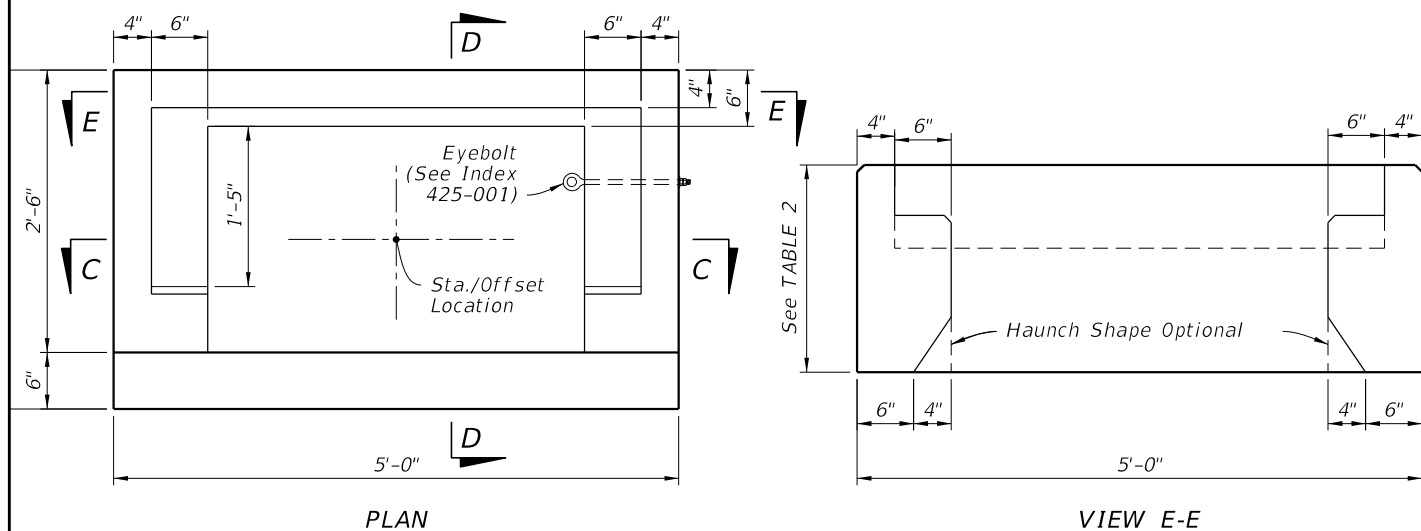 4" 6" 6" 4"
D
E E
4" 6"
Eyebolt
(See Index
425-001)
2'-6"
1'-5"
C C
Sta./Offset
Location
6"
D
5'-0"
PLAN
4" 6" 6" 4"
See TABLE 2
Haunch Shape Optional
6" 4" 4" 6"
5'-0"
VIEW E-E